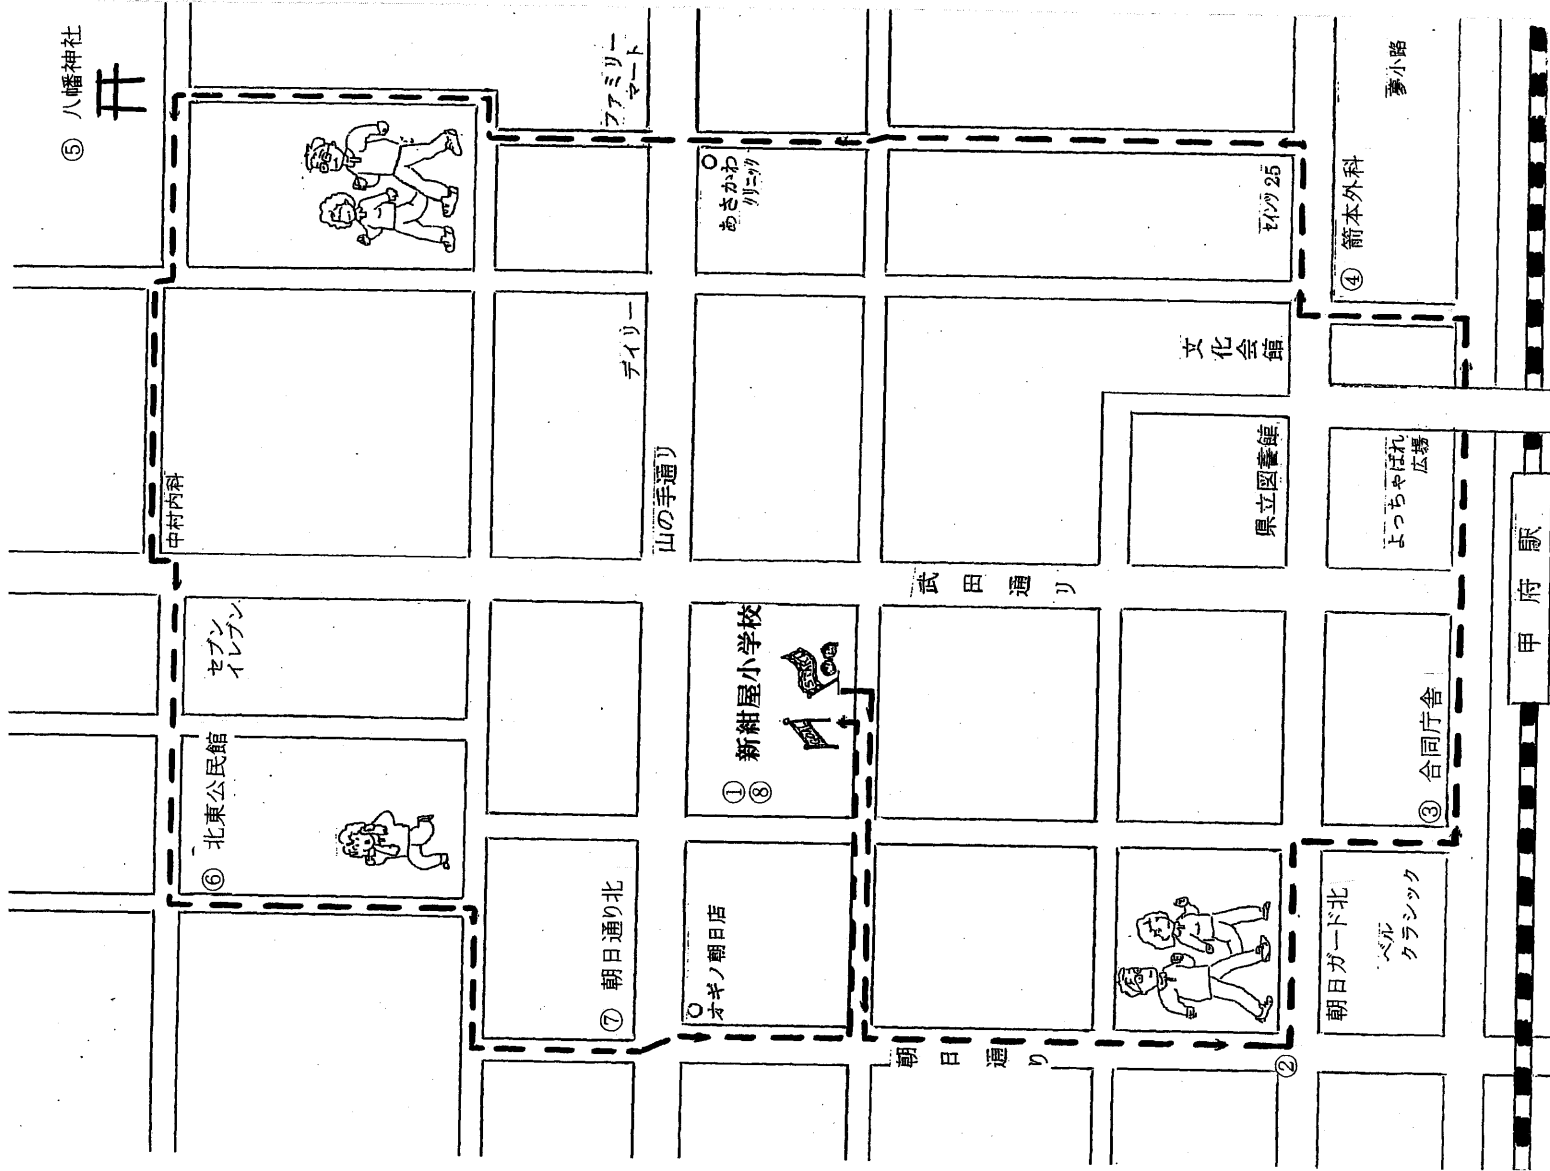 ⑤ 八幡神社
ファミリー
マート
夢小路
あさかわ
クリニック
セインツ25
④ 箭本外科
デイリー
文化会館
中村内科
山の手通り
県立図書館
よっちゃばれ
広場
武田通り
甲府駅
セブン
イレブン
① 新紺屋小学校
⑧
③ 合同庁舎
⑥ 北東公民館
⑦ 朝日通り北
オギノ朝日店
朝日ガード北
ベル
クラシック
朝日通り
②